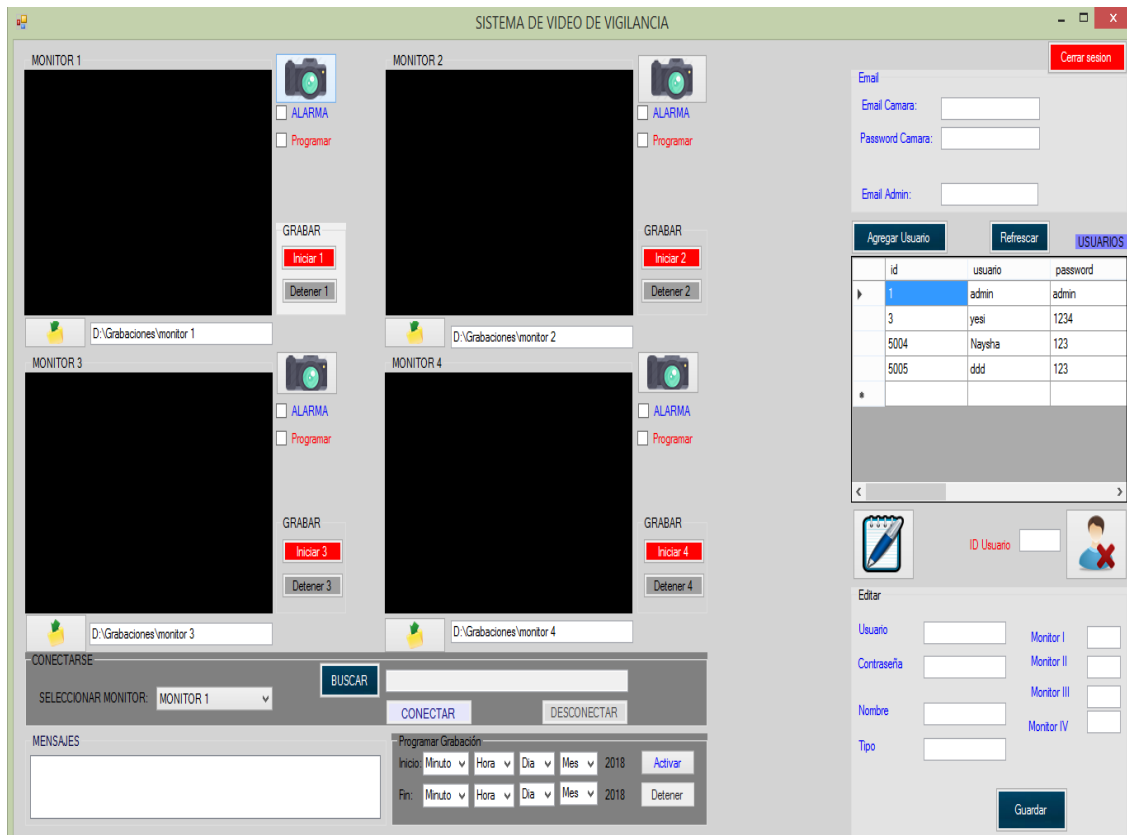 SISTEMA DE VIDEO DE VIGILANCIA
Cerrar sesion
MONITOR 1
ALARMA
Programar
GRABAR
Iniciar 1
Detener 1
D:\Grabaciones\monitor 1
MONITOR 2
ALARMA
Programar
GRABAR
Iniciar 2
Detener 2
D:\Grabaciones\monitor 2
MONITOR 3
ALARMA
Programar
GRABAR
Iniciar 3
Detener 3
D:\Grabaciones\monitor 3
MONITOR 4
ALARMA
Programar
GRABAR
Iniciar 4
Detener 4
D:\Grabaciones\monitor 4
CONECTARSE
SELECCIONAR MONITOR: MONITOR 1
BUSCAR
CONECTAR DESCONECTAR
MENSAJES
Programar Grabación
Inicio: Minuto Hora Dia Mes 2018 Activar
Fin: Minuto Hora Dia Mes 2018 Detener
Email
Email Camara:
Password Camara:
Email Admin:
Agregar Usuario Refrescar USUARIOS
id usuario password
1 admin admin
3 yesi 1234
5004 Naysha 123
5005 ddd 123
ID Usuario
Editar
Usuario
Contraseña
Nombre
Tipo
Monitor I
Monitor II
Monitor III
Monitor IV
Guardar